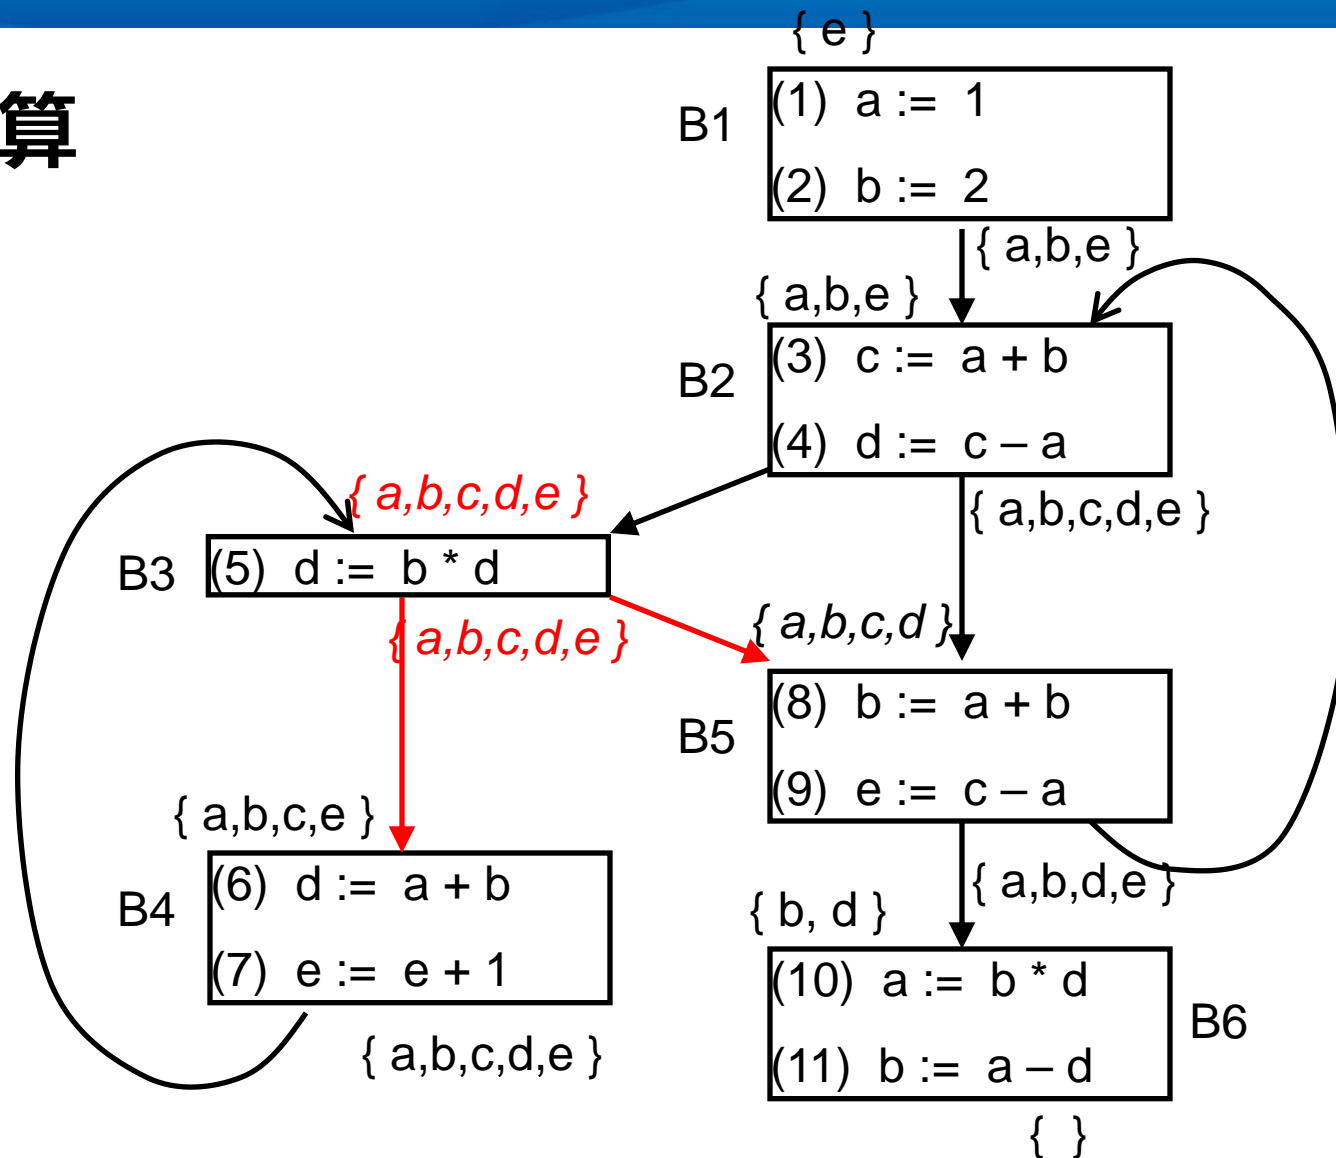 算
{ e }
B1
(1) a := 1
(2) b := 2
{ a,b,e }
{ a,b,e }
B2
(3) c := a + b
(4) d := c – a
{ a,b,c,d,e }
{ a,b,c,d,e }
B3
(5) d := b * d
{ a,b,c,d,e }
{ a,b,c,d }
B5
(8) b := a + b
(9) e := c – a
{ a,b,c,e }
B4
(6) d := a + b
(7) e := e + 1
{ a,b,c,d,e }
{ a,b,d,e }
{ b, d }
(10) a := b * d
(11) b := a – d
B6
{ }